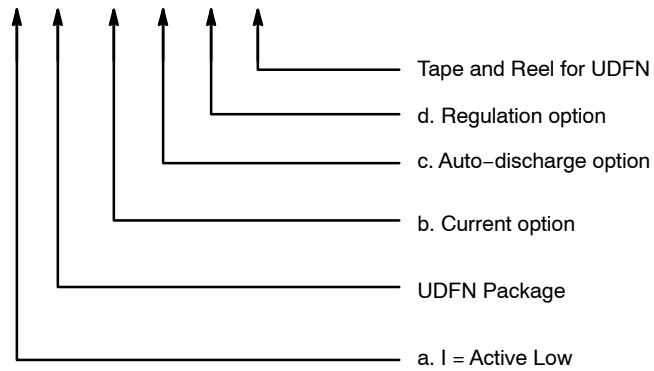 Tape and Reel for UDFN
d. Regulation option
c. Auto−discharge option
b. Current option
UDFN Package
a. I = Active Low